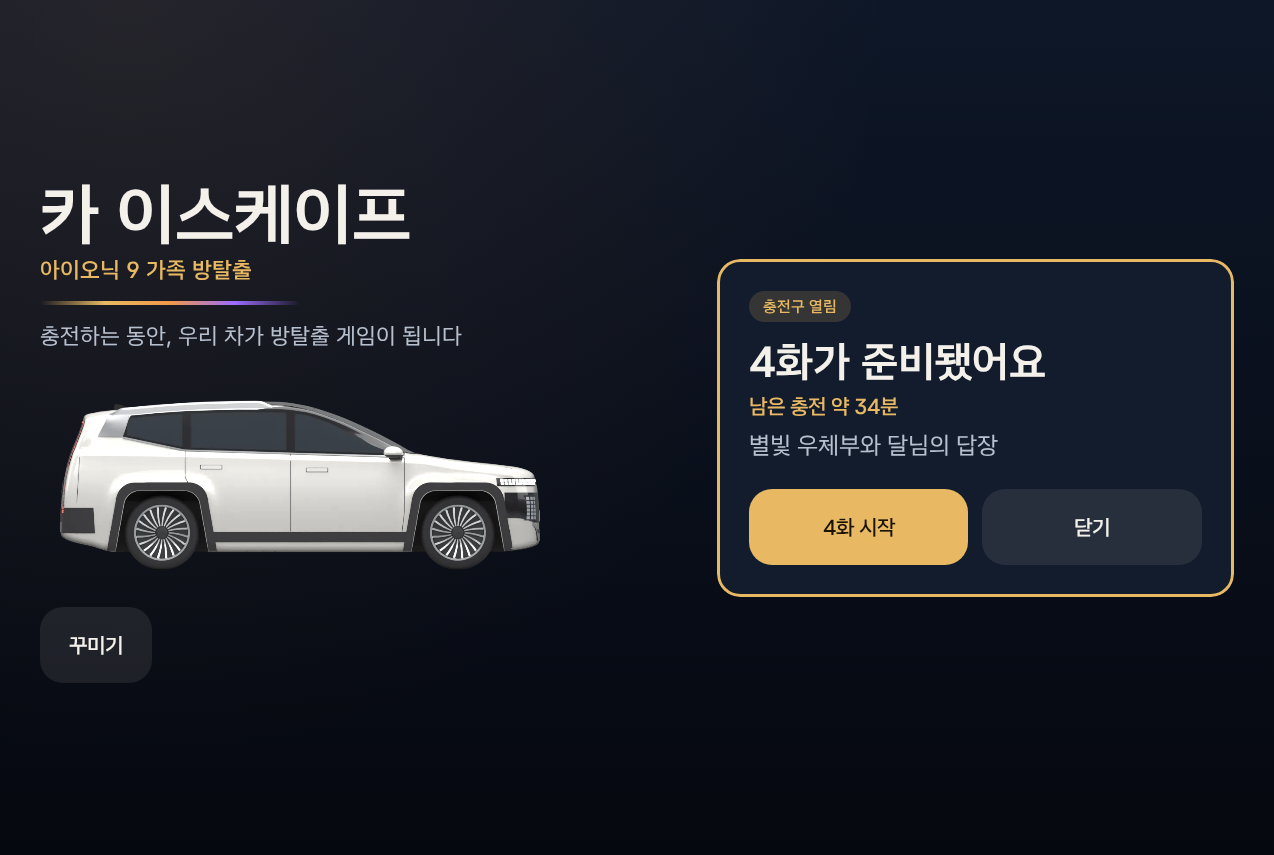 카 이스케이프
아이오닉 9 가족 방탈출
충전하는 동안, 우리 차가 방탈출 게임이 됩니다
꾸미기
충전구 열림
4화가 준비됐어요
남은 충전 약 34분
별빛 우체부와 달님의 답장
4화 시작
닫기